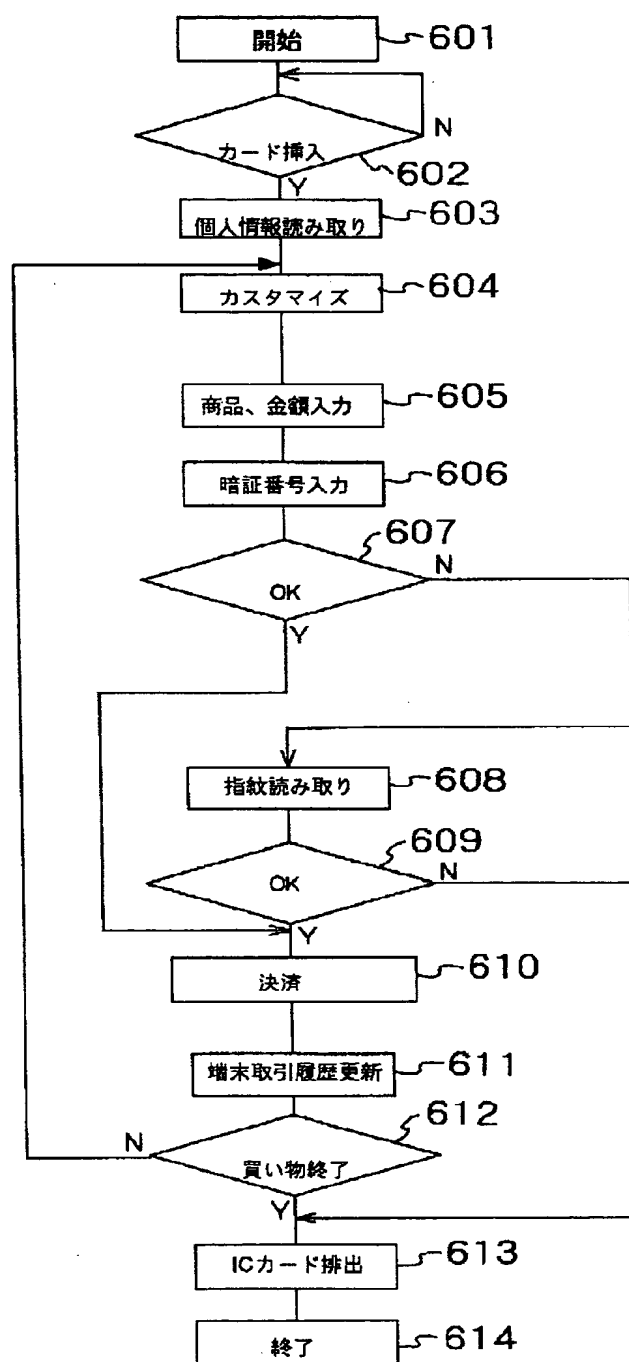 開始
601
N
カード挿入
602
Y
個人情報読み取り
603
カスタマイズ
604
商品、金額入力
605
暗証番号入力
606
607
N
OK
Y
指紋読み取り
608
609
N
OK
Y
決済
610
端末取引履歴更新
611
612
N
買い物終了
Y
ICカード排出
613
終了
614